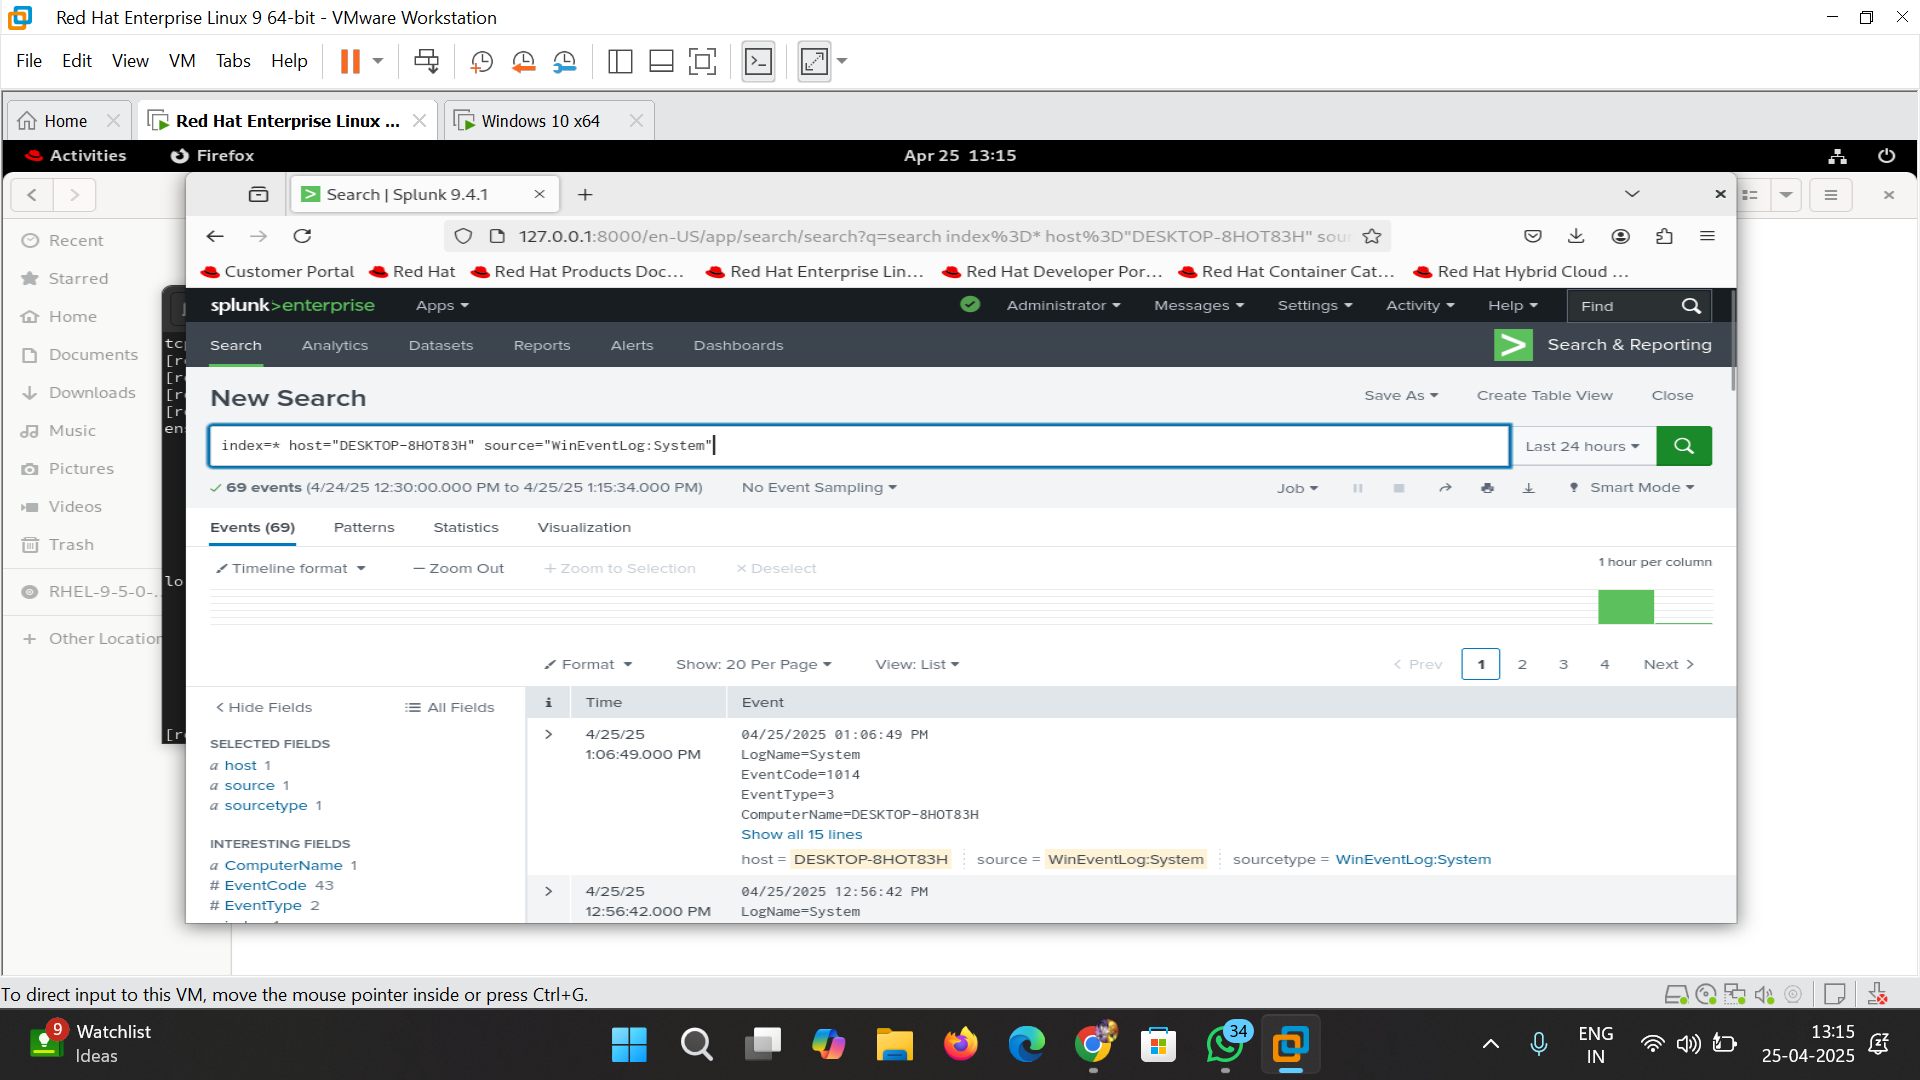 Red Hat Enterprise Linux 9 64-bit - VMware Workstation
File Edit View VM Tabs Help
Home Red Hat Enterprise Linux ... Windows 10 x64
Activities Firefox Apr 25 13:15
Search | Splunk 9.4.1
127.0.0.1:8000/en-US/app/search/search?q=search index%3D* host%3D"DESKTOP-8HOT83H" sour
Customer Portal Red Hat Red Hat Products Doc... Red Hat Enterprise Lin... Red Hat Developer Por... Red Hat Container Cat... Red Hat Hybrid Cloud ...
Recent
Starred
Home
Documents
Downloads
Music
Pictures
Videos
Trash
RHEL-9-5-0-...
Other Location
tcp
[re
[re
[re
[re
ens
lo
[re
splunk>enterprise Apps Administrator Messages Settings Activity Help Find
Search Analytics Datasets Reports Alerts Dashboards Search & Reporting
New Search Save As Create Table View Close
index=* host="DESKTOP-8HOT83H" source="WinEventLog:System" Last 24 hours
69 events (4/24/25 12:30:00.000 PM to 4/25/25 1:15:34.000 PM) No Event Sampling Job Smart Mode
Events (69) Patterns Statistics Visualization
Timeline format Zoom Out + Zoom to Selection × Deselect 1 hour per column
Format Show: 20 Per Page View: List < Prev 1 2 3 4 Next >
< Hide Fields All Fields
SELECTED FIELDS
a host 1
a source 1
a sourcetype 1
INTERESTING FIELDS
a ComputerName 1
# EventCode 43
# EventType 2
i Time Event
4/25/25
1:06:49.000 PM
04/25/2025 01:06:49 PM
LogName=System
EventCode=1014
EventType=3
ComputerName=DESKTOP-8HOT83H
Show all 15 lines
host = DESKTOP-8HOT83H source = WinEventLog:System sourcetype = WinEventLog:System
4/25/25
12:56:42.000 PM
04/25/2025 12:56:42 PM
LogName=System
To direct input to this VM, move the mouse pointer inside or press Ctrl+G.
9
Watchlist
Ideas
34
ENG
IN
13:15
25-04-2025